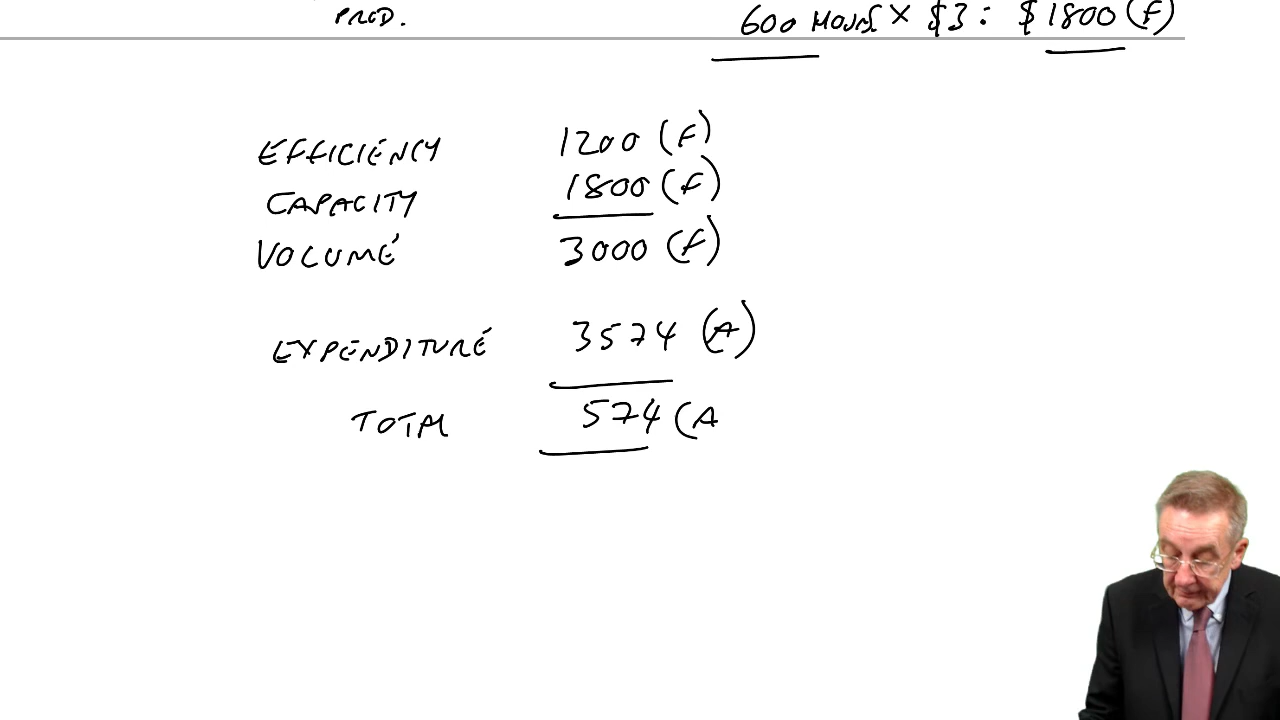 PROD.
600 HOURS × $3 : $1800 (F)
EFFICIENCY 1200 (F)
CAPACITY 1800 (F)
VOLUME 3000 (F)
EXPENDITURE 3574 (A)
TOTAL 574 (A